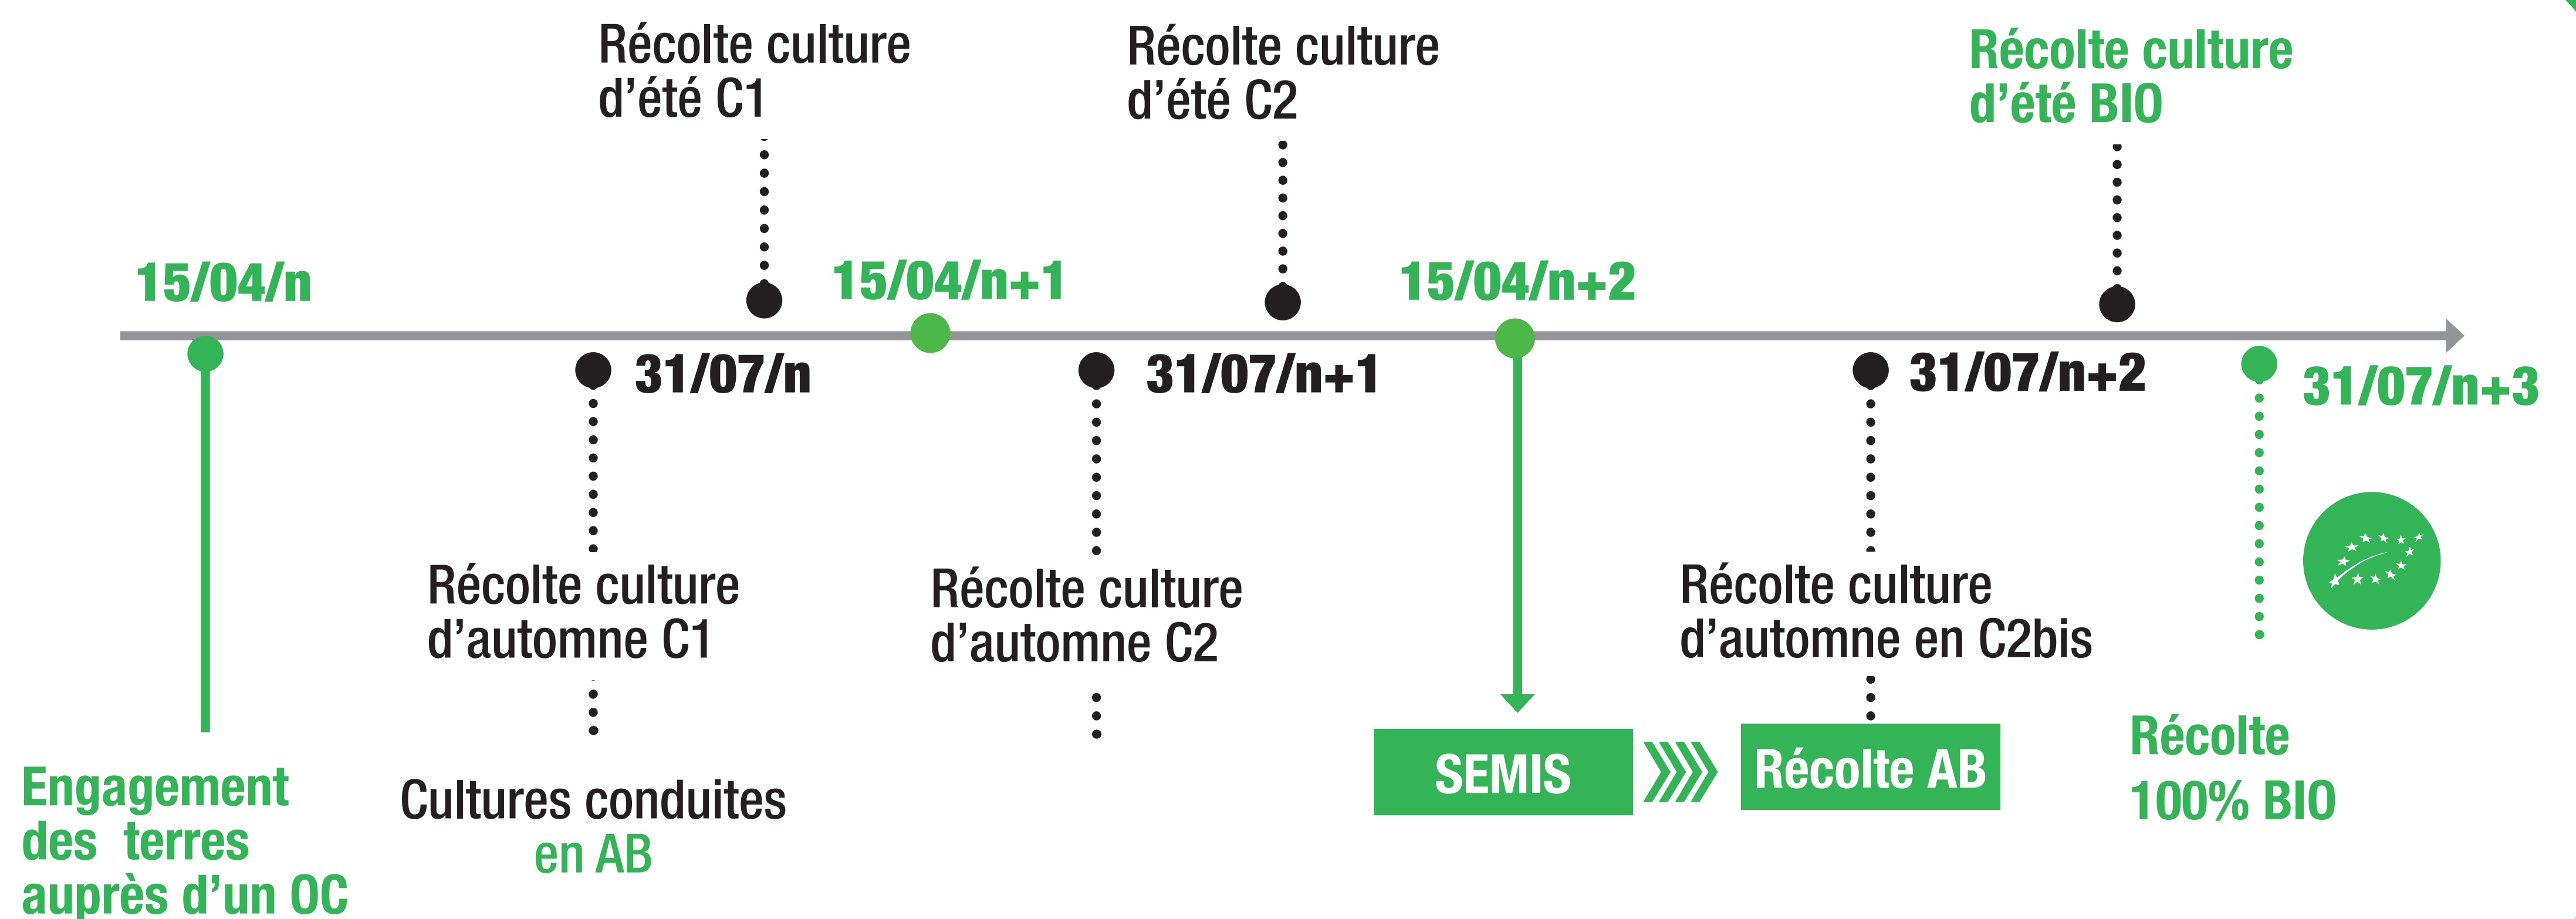 Récolte culture
d’été C1
Récolte culture
d’été C2
Récolte culture
d’été BIO
15/04/n
15/04/n+1
15/04/n+2
31/07/n
31/07/n+1
31/07/n+2
31/07/n+3
Récolte culture
d’automne C1
Récolte culture
d’automne C2
Récolte culture
d’automne en C2bis
Engagement
des terres
auprès d’un OC
Cultures conduites
en AB
SEMIS
Récolte AB
Récolte
100% BIO